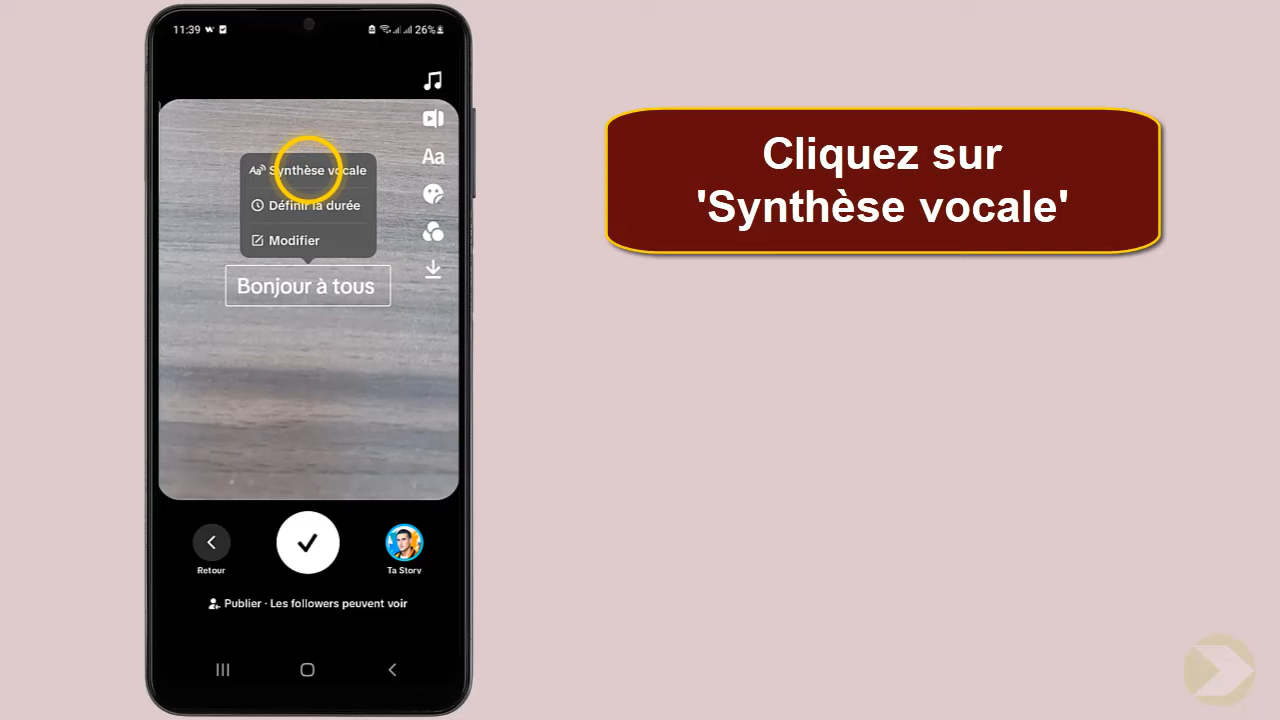 11:39
26%
Synthèse vocale
Définir la durée
Modifier
Aa
Bonjour à tous
Retour
Ta Story
Publier · Les followers peuvent voir
Cliquez sur
'Synthèse vocale'